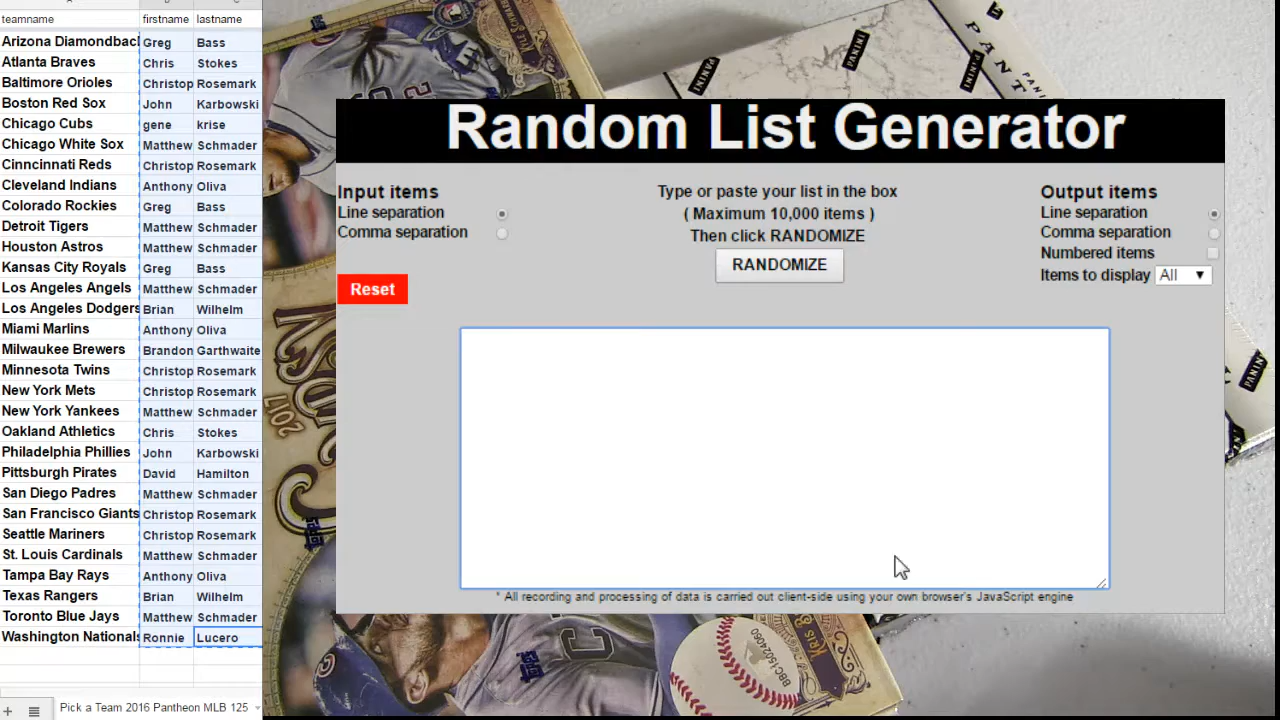 teamname firstname lastname
Arizona Diamondbac Greg Bass
Atlanta Braves Chris Stokes
Baltimore Orioles Christop Rosemark
Boston Red Sox John Karbowski
Chicago Cubs gene krise
Chicago White Sox Matthew Schmader
Cinncinnati Reds Christop Rosemark
Cleveland Indians Anthony Oliva
Colorado Rockies Greg Bass
Detroit Tigers Matthew Schmader
Houston Astros Matthew Schmader
Kansas City Royals Greg Bass
Los Angeles Angels Matthew Schmader
Los Angeles Dodgers Brian Wilhelm
Miami Marlins Anthony Oliva
Milwaukee Brewers Brandon Garthwaite
Minnesota Twins Christop Rosemark
New York Mets Christop Rosemark
New York Yankees Matthew Schmader
Oakland Athletics Chris Stokes
Philadelphia Phillies John Karbowski
Pittsburgh Pirates David Hamilton
San Diego Padres Matthew Schmader
San Francisco Giants Christop Rosemark
Seattle Mariners Christop Rosemark
St. Louis Cardinals Matthew Schmader
Tampa Bay Rays Anthony Oliva
Texas Rangers Brian Wilhelm
Toronto Blue Jays Matthew Schmader
Washington Nationals Ronnie Lucero
Pick a Team 2016 Pantheon MLB 125
Random List Generator
Input items
Line separation
Comma separation
Reset
Type or paste your list in the box
( Maximum 10,000 items )
Then click RANDOMIZE
RANDOMIZE
Output items
Line separation
Comma separation
Numbered items
Items to display All
* All recording and processing of data is carried out client-side using your own browser's JavaScript engine
KYLE SCHWARBER
PANINI
PANINI
PANINI
PANT
PANINI
2017
KRIS B
BBC15024060